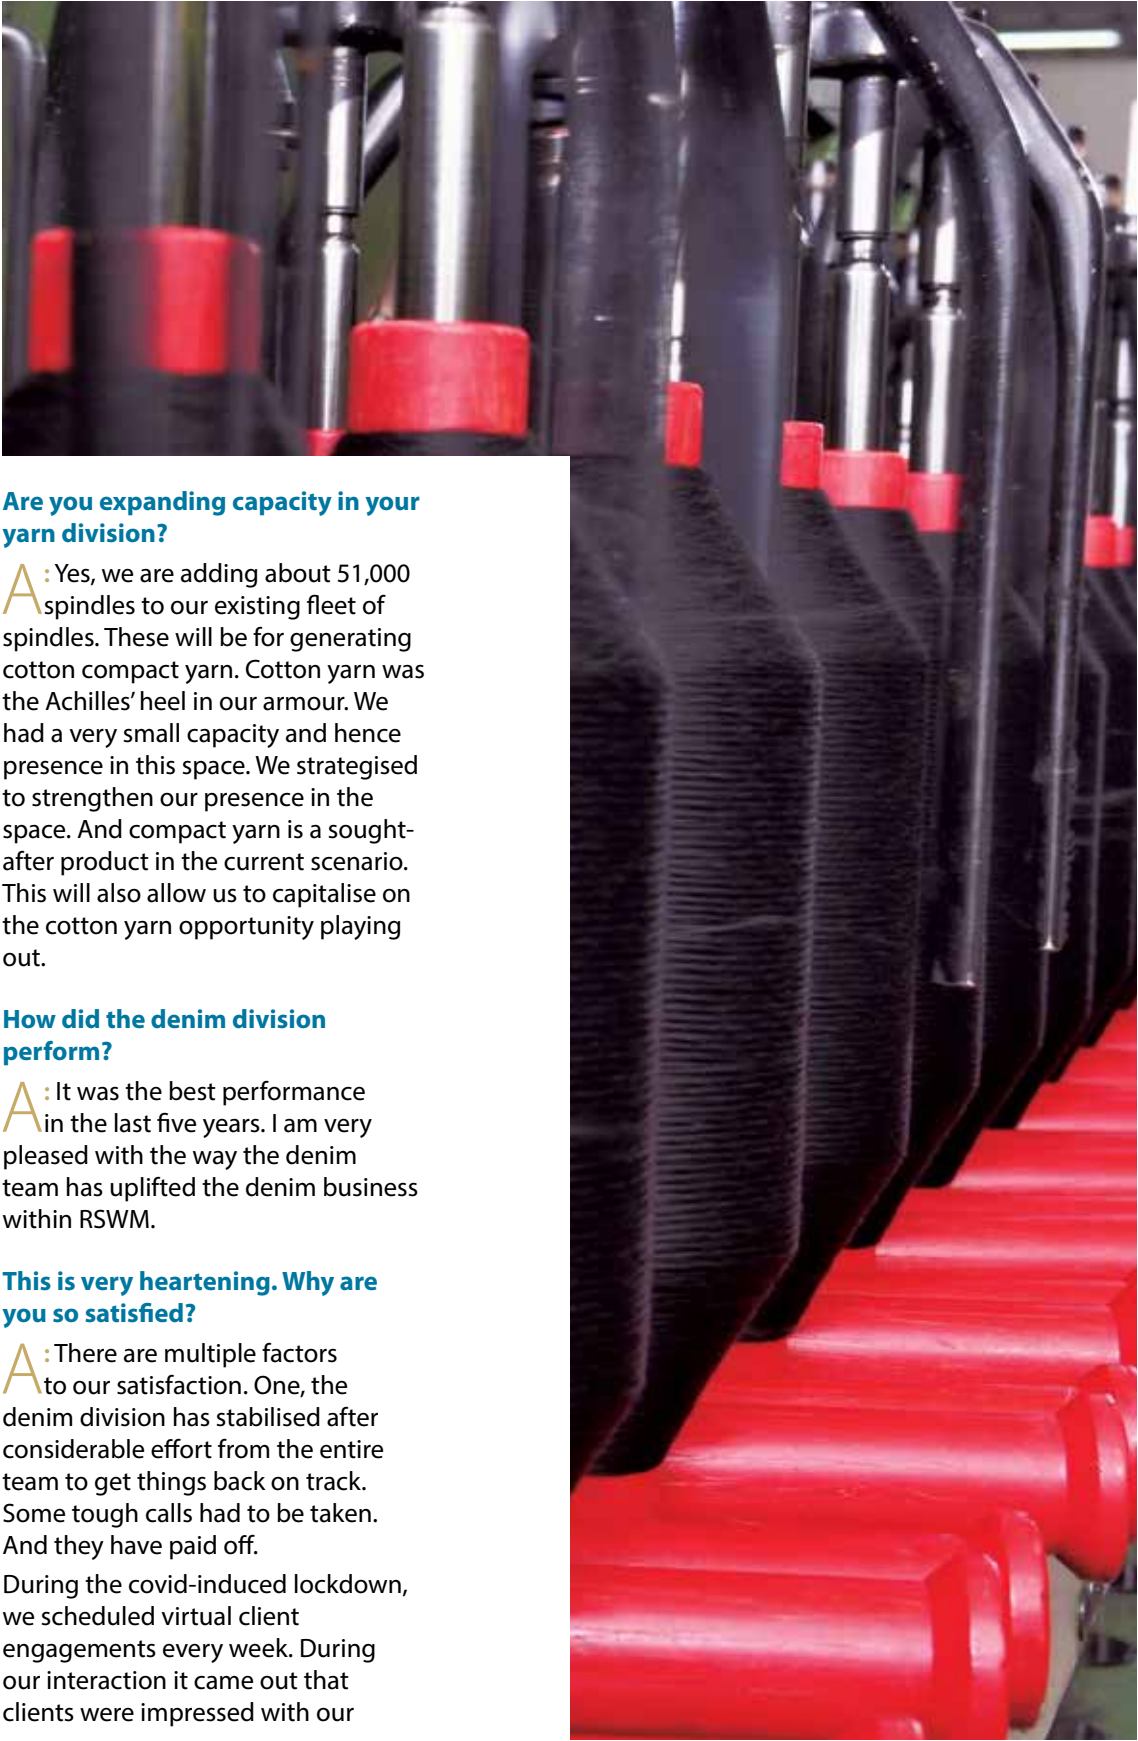 Are you expanding capacity in your
yarn division?
A: Yes, we are adding about 51,000
spindles to our existing fleet of
spindles. These will be for generating
cotton compact yarn. Cotton yarn was
the Achilles’ heel in our armour. We
had a very small capacity and hence
presence in this space. We strategised
to strengthen our presence in the
space. And compact yarn is a sought-
after product in the current scenario.
This will also allow us to capitalise on
the cotton yarn opportunity playing
out.
How did the denim division
perform?
A: It was the best performance
in the last five years. I am very
pleased with the way the denim
team has uplifted the denim business
within RSWM.
This is very heartening. Why are
you so satisfied?
A: There are multiple factors
to our satisfaction. One, the
denim division has stabilised after
considerable effort from the entire
team to get things back on track.
Some tough calls had to be taken.
And they have paid off.
During the covid-induced lockdown,
we scheduled virtual client
engagements every week. During
our interaction it came out that
clients were impressed with our